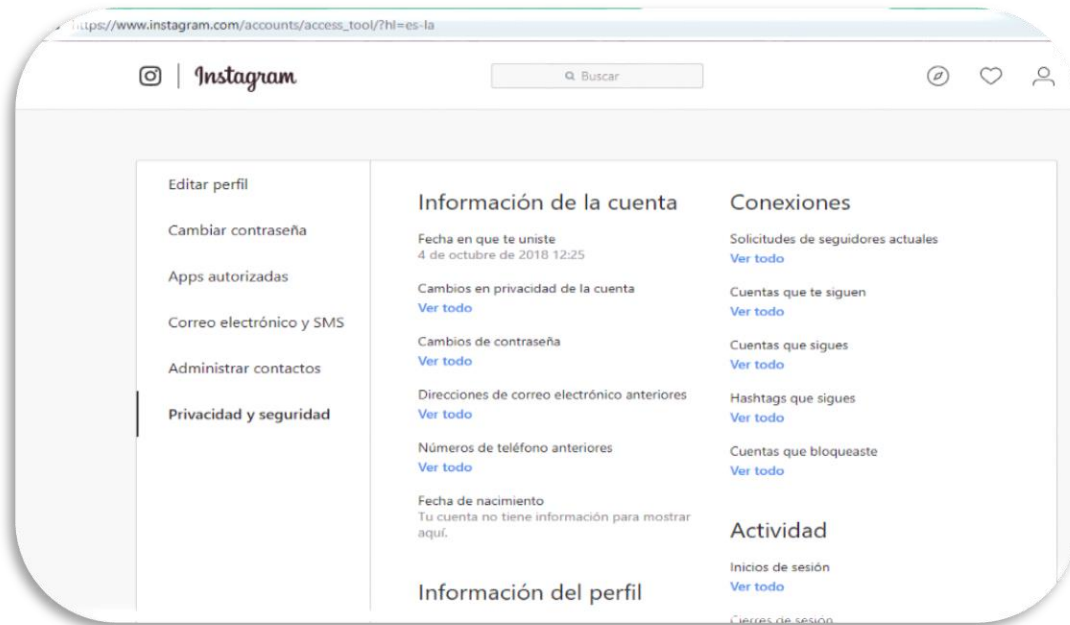 https://www.instagram.com/accounts/access_tool/?hl=es-la
Instagram
Buscar
Editar perfil
Cambiar contraseña
Apps autorizadas
Correo electrónico y SMS
Administrar contactos
Privacidad y seguridad
Información de la cuenta
Fecha en que te uniste
4 de octubre de 2018 12:25
Cambios en privacidad de la cuenta
Ver todo
Cambios de contraseña
Ver todo
Direcciones de correo electrónico anteriores
Ver todo
Números de teléfono anteriores
Ver todo
Fecha de nacimiento
Tu cuenta no tiene información para mostrar
aquí.
Información del perfil
Conexiones
Solicitudes de seguidores actuales
Ver todo
Cuentas que te siguen
Ver todo
Cuentas que sigues
Ver todo
Hashtags que sigues
Ver todo
Cuentas que bloqueaste
Ver todo
Actividad
Inicios de sesión
Ver todo
Cierres de sesión